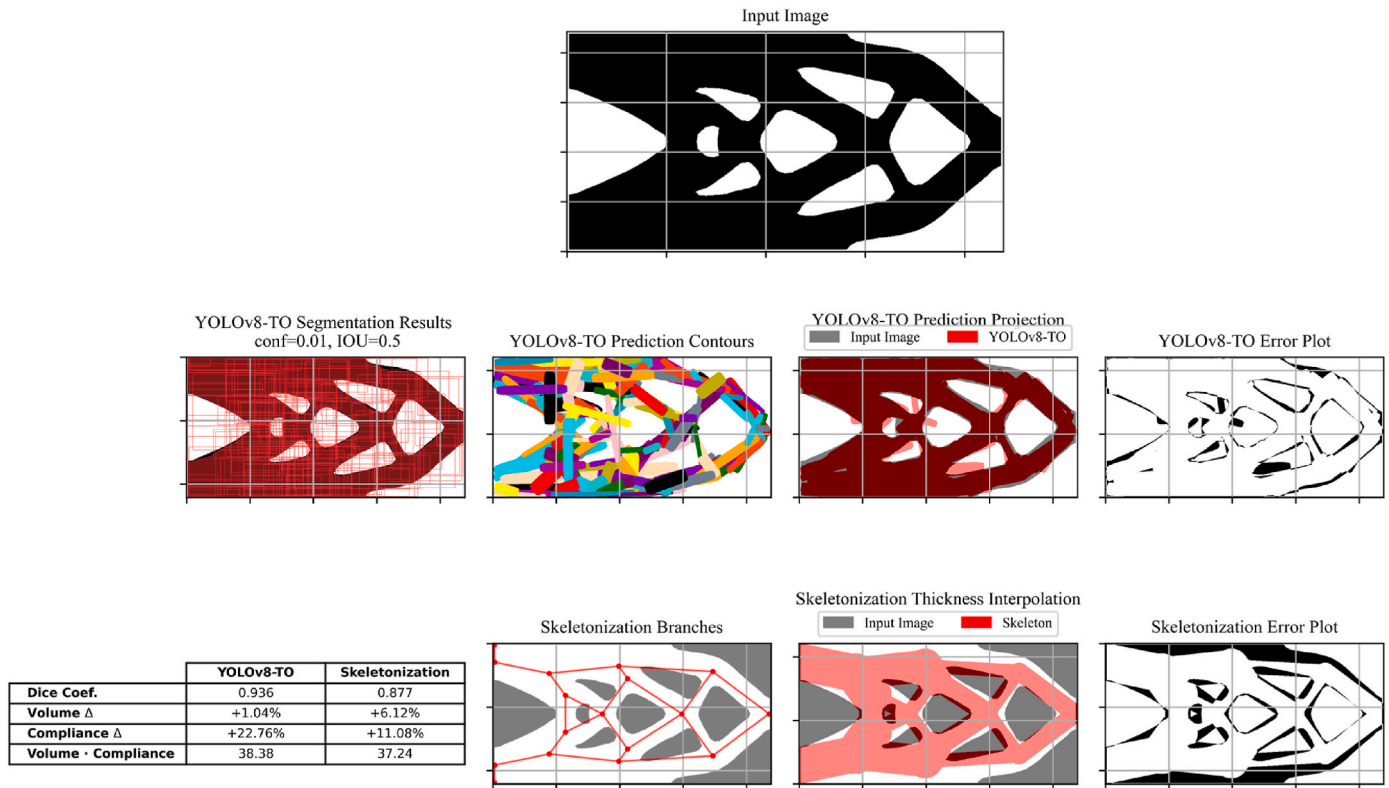 Input Image
YOLOv8-TO Segmentation Results
conf=0.01, IOU=0.5
YOLOv8-TO Prediction Contours
YOLOv8-TO Prediction Projection
Input Image
YOLOv8-TO
YOLOv8-TO Error Plot
Skeletonization Branches
Skeletonization Thickness Interpolation
Input Image
Skeleton
Skeletonization Error Plot
YOLOv8-TO Skeletonization
Dice Coef. 0.936 0.877
Volume Δ +1.04% +6.12%
Compliance Δ +22.76% +11.08%
Volume · Compliance 38.38 37.24